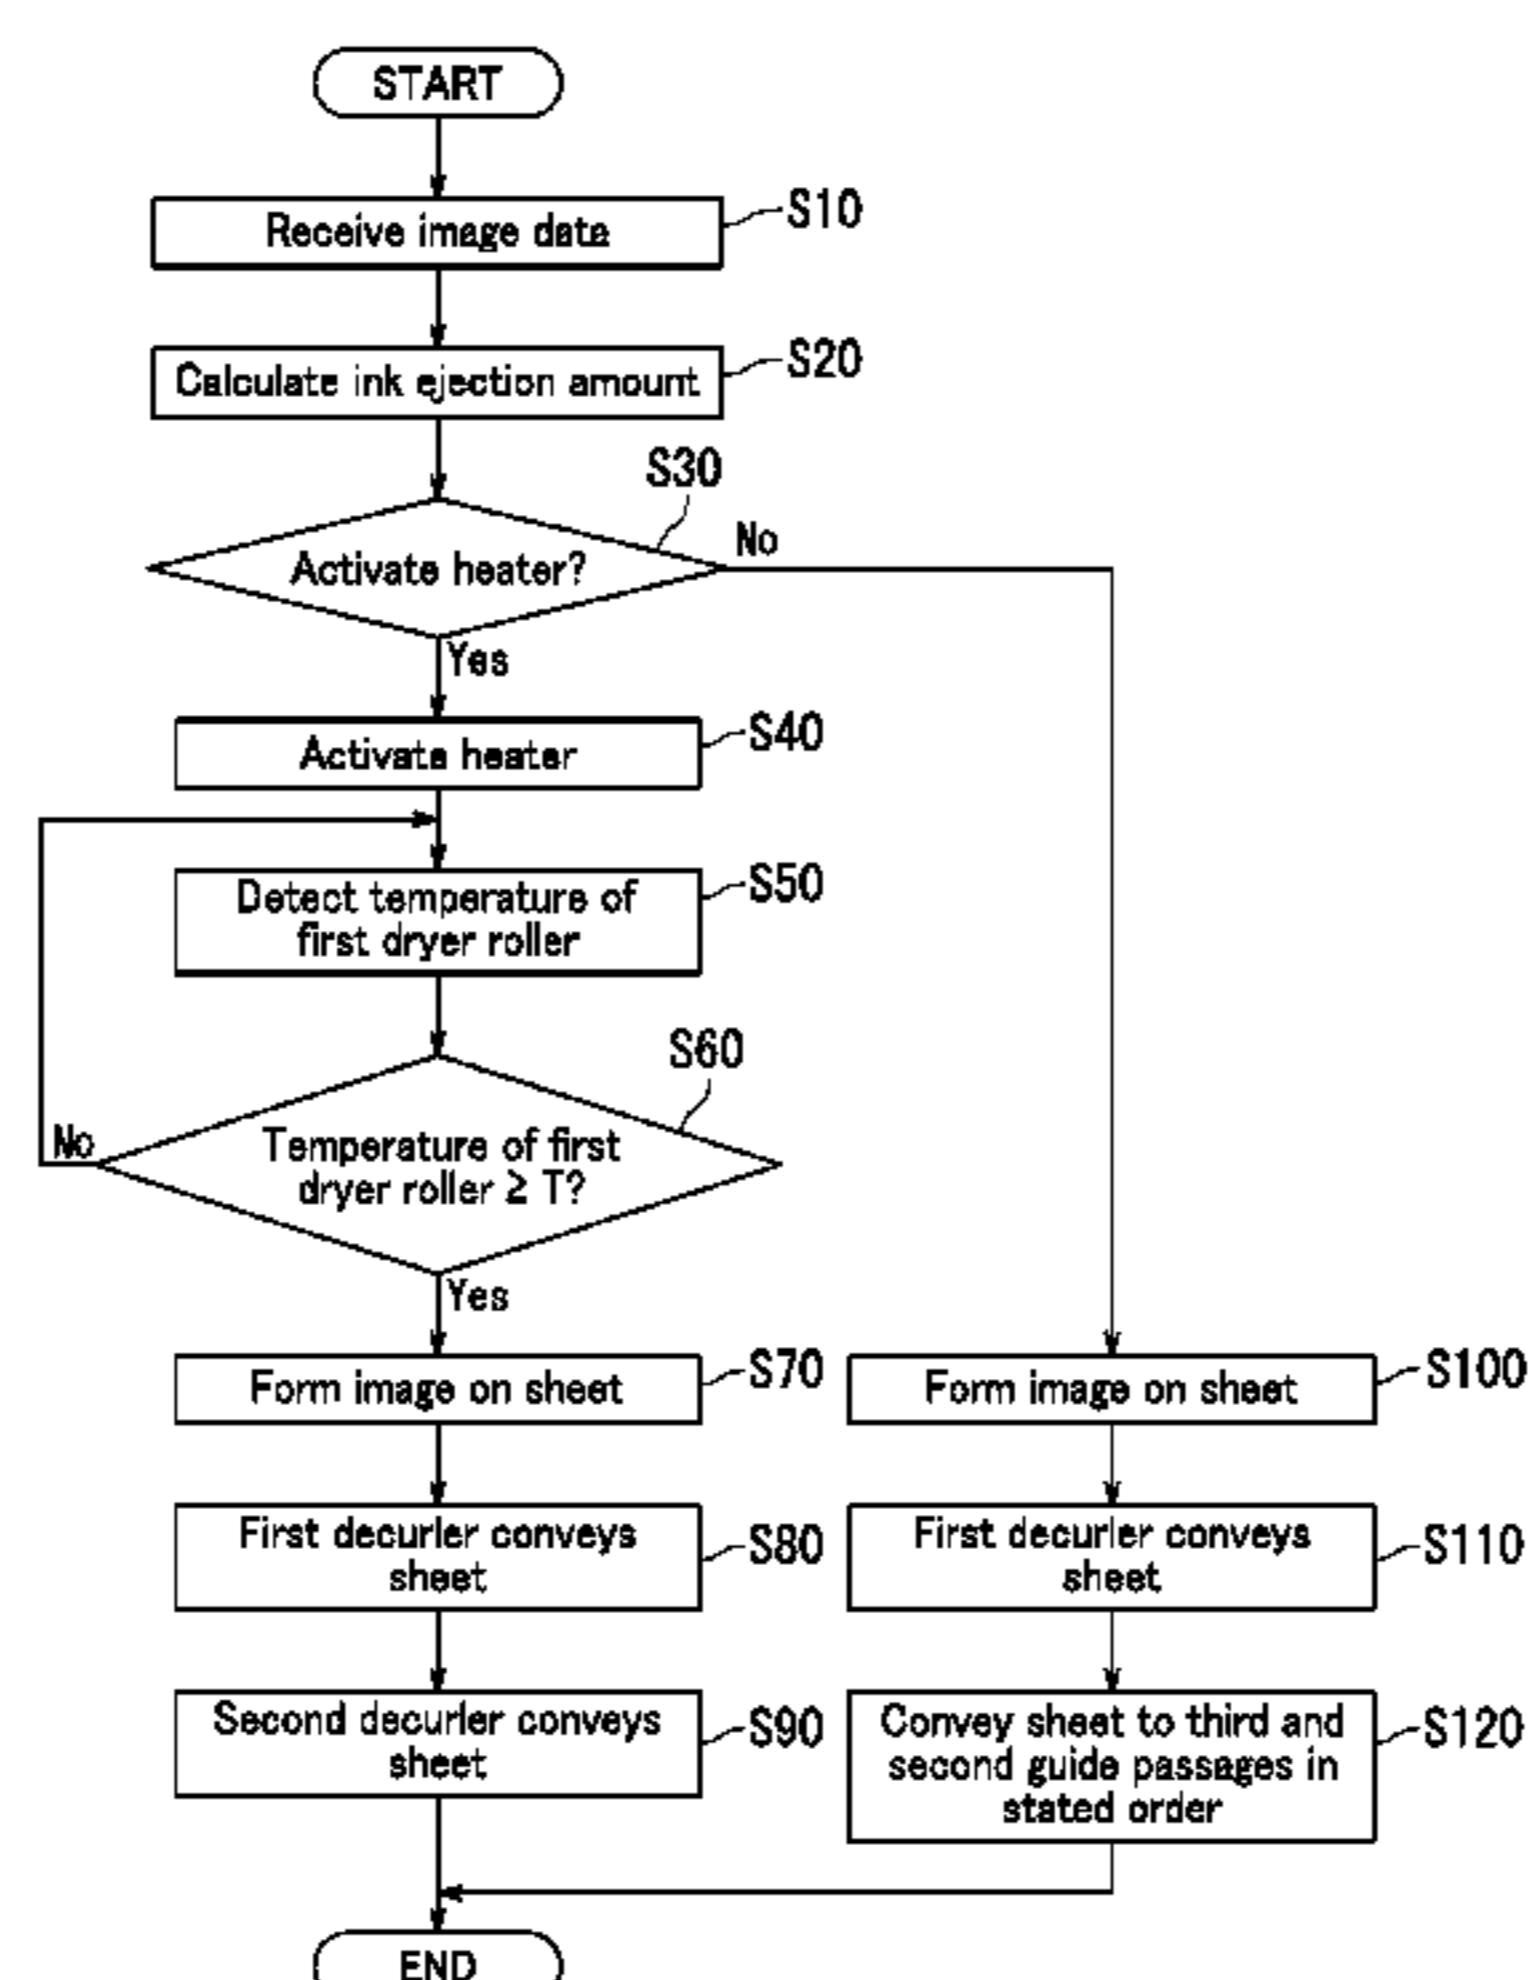 START
Receive image data
S10
Calculate ink ejection amount
S20
S30
Activate heater?
No
Yes
Activate heater
S40
Detect temperature of
first dryer roller
S50
S60
Temperature of first
dryer roller ≥ T?
No
Yes
Form image on sheet
S70
First decurler conveys
sheet
S80
Second decurler conveys
sheet
S90
Form image on sheet
S100
First decurler conveys
sheet
S110
Convey sheet to third and
second guide passages in
stated order
S120
END